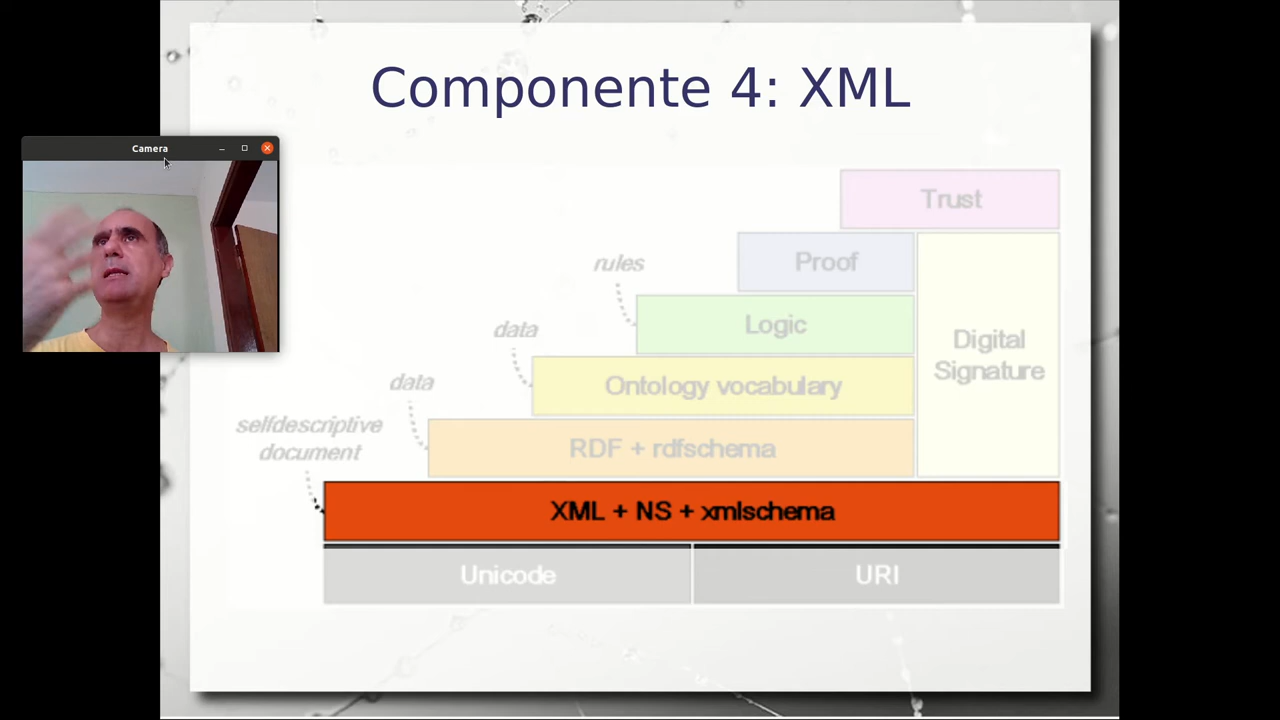 Componente 4: XML
Camera
Trust
Proof
rules
Logic
data
Digital
Signature
Ontology vocabulary
data
RDF + rdfschema
selfdescriptive
document
XML + NS + xmlschema
Unicode
URI